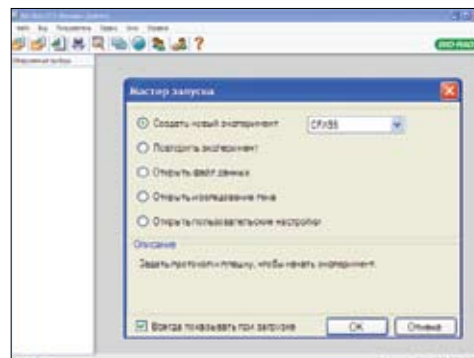 BIO-RAD
Мастер запуска
Создать новый эксперимент
CFX96
Повторить эксперимент
Открыть файл данных
Открыть исследование гена
Открыть пользовательские настройки
Описание
Задать протокол и плашку, чтобы начать эксперимент.
Всегда показывать при загрузке
OK
Отмена